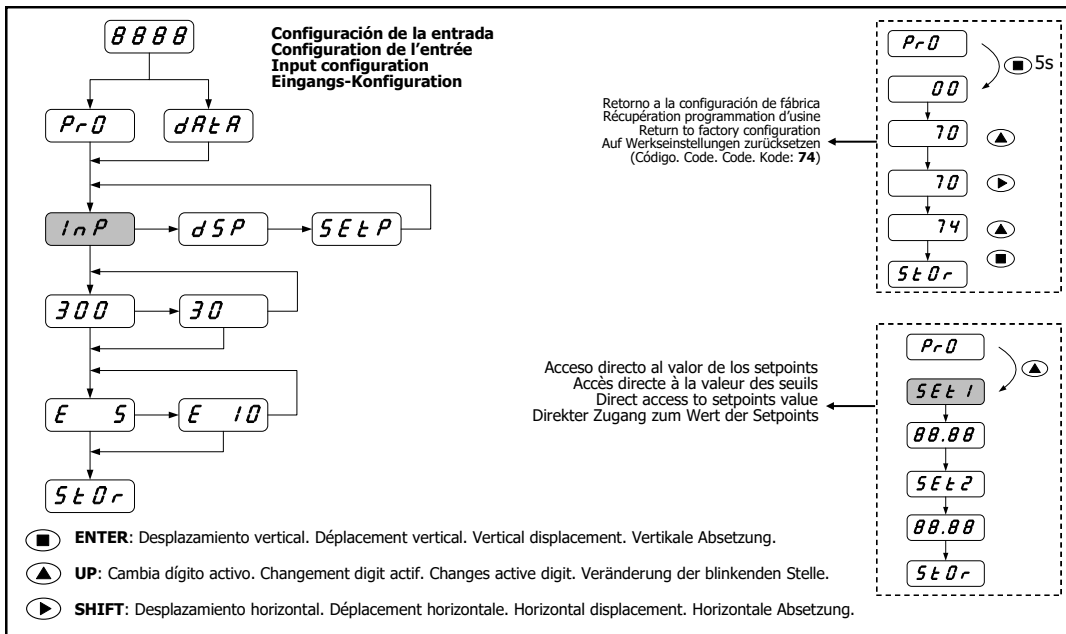 8888
Configuración de la entrada
Configuration de l'entrée
Input configuration
Eingangs-Konfiguration
Pr0 dAtA
InP dSP SEtP
300 30
E 5 E 10
St0r
Pr0
5s
00
Retorno a la configuración de fábrica
Récupération programmation d'usine
Return to factory configuration
Auf Werkseinstellungen zurücksetzen
(Código. Code. Code. Kode: 74)
70
70
74
St0r
Acceso directo al valor de los setpoints
Accès directe à la valeur des seuils
Direct access to setpoints value
Direkter Zugang zum Wert der Setpoints
Pr0
SEt1
88.88
SEt2
88.88
St0r
ENTER: Desplazamiento vertical. Déplacement vertical. Vertical displacement. Vertikale Absetzung.
UP: Cambia dígito activo. Changement digit actif. Changes active digit. Veränderung der blinkenden Stelle.
SHIFT: Desplazamiento horizontal. Déplacement horizontale. Horizontal displacement. Horizontale Absetzung.